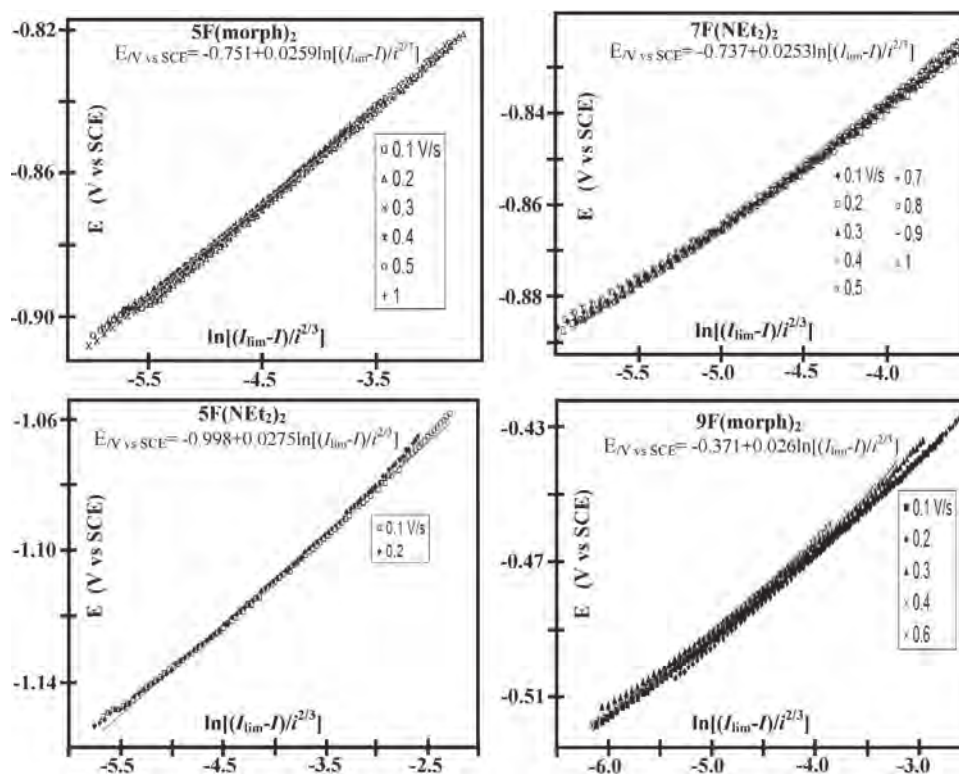 5F(morph)₂
E/V vs SCE= -0.751+0.0259ln[(Ilim-I)/i^2/3]
-0.82
-0.86
-0.90
E (V vs SCE)
0.1 V/s
0.2
0.3
0.4
0.5
1
ln[(Ilim-I)/i^2/3]
-5.5
-4.5
-3.5
7F(NEt₂)₂
E/V vs SCE= -0.737+0.0253ln[(Ilim-I)/i^2/3]
-0.84
-0.86
-0.88
E (V vs SCE)
0.1 V/s 0.7
0.2 0.8
0.3 0.9
0.4 1
0.5
ln[(Ilim-I)/i^2/3]
-5.5
-5.0
-4.5
-4.0
5F(NEt₂)₂
E/V vs SCE= -0.998+0.0275ln[(Ilim-I)/i^2/3]
-1.06
-1.10
-1.14
E (V vs SCE)
0.1 V/s
0.2
ln[(Ilim-I)/i^2/3]
-5.5
-4.5
-3.5
-2.5
9F(morph)₂
E/V vs SCE= -0.371+0.026ln[(Ilim-I)/i^2/3]
-0.43
-0.47
-0.51
E (V vs SCE)
0.1 V/s
0.2
0.3
0.4
0.6
ln[(Ilim-I)/i^2/3]
-6.0
-5.0
-4.0
-3.0